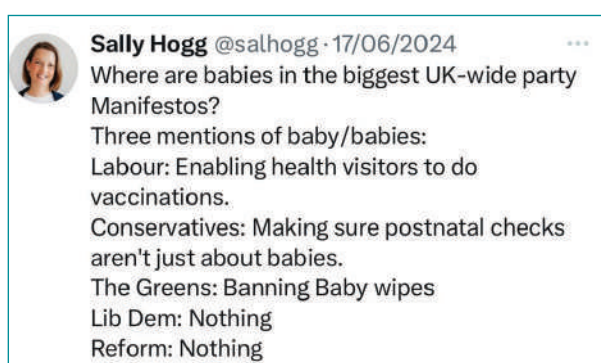 Sally Hogg @salhogg · 17/06/2024
Where are babies in the biggest UK-wide party
Manifestos?
Three mentions of baby/babies:
Labour: Enabling health visitors to do
vaccinations.
Conservatives: Making sure postnatal checks
aren't just about babies.
The Greens: Banning Baby wipes
Lib Dem: Nothing
Reform: Nothing